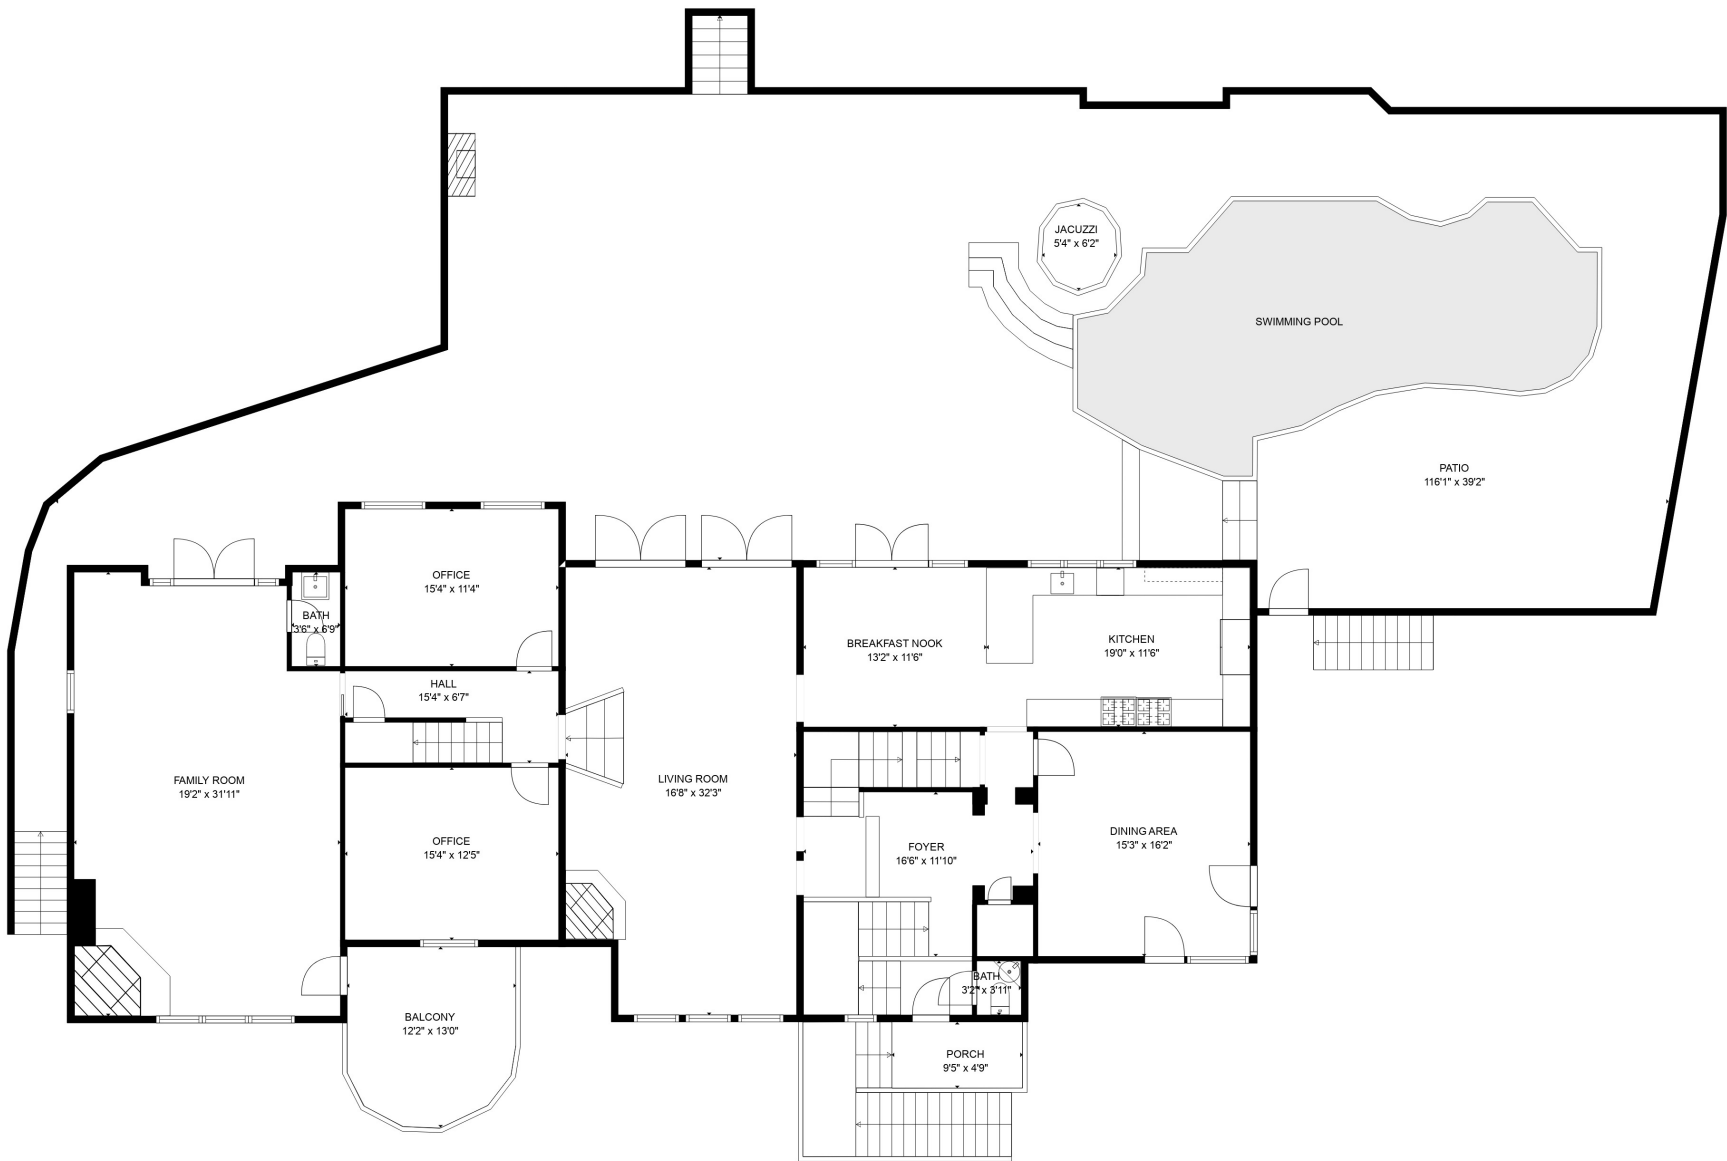 JACUZZI
5'4" x 6'2"
SWIMMING POOL
PATIO
116'1" x 39'2"
OFFICE
15'4" x 11'4"
BATH
3'6" x 6'9"
BREAKFAST NOOK
13'2" x 11'6"
KITCHEN
19'0" x 11'6"
HALL
15'4" x 6'7"
FAMILY ROOM
19'2" x 31'11"
LIVING ROOM
16'8" x 32'3"
OFFICE
15'4" x 12'5"
FOYER
16'6" x 11'10"
DINING AREA
15'3" x 16'2"
BATH
3'2" x 3'11"
BALCONY
12'2" x 13'0"
PORCH
9'5" x 4'9"